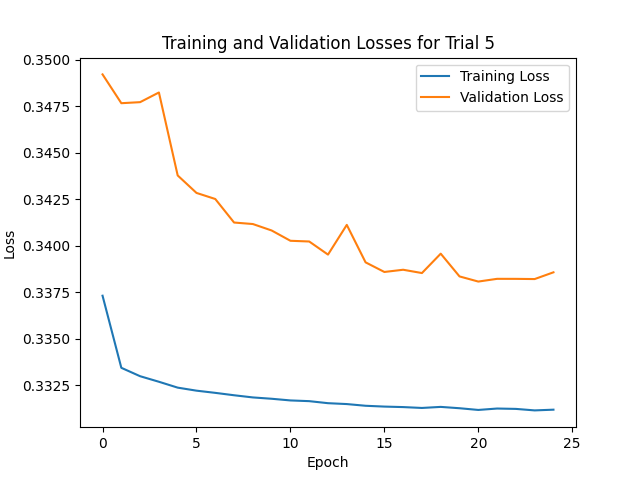 Training and Validation Losses for Trial 5
Training Loss
Validation Loss
Loss
0.3500
0.3475
0.3450
0.3425
0.3400
0.3375
0.3350
0.3325
0 5 10 15 20 25
Epoch